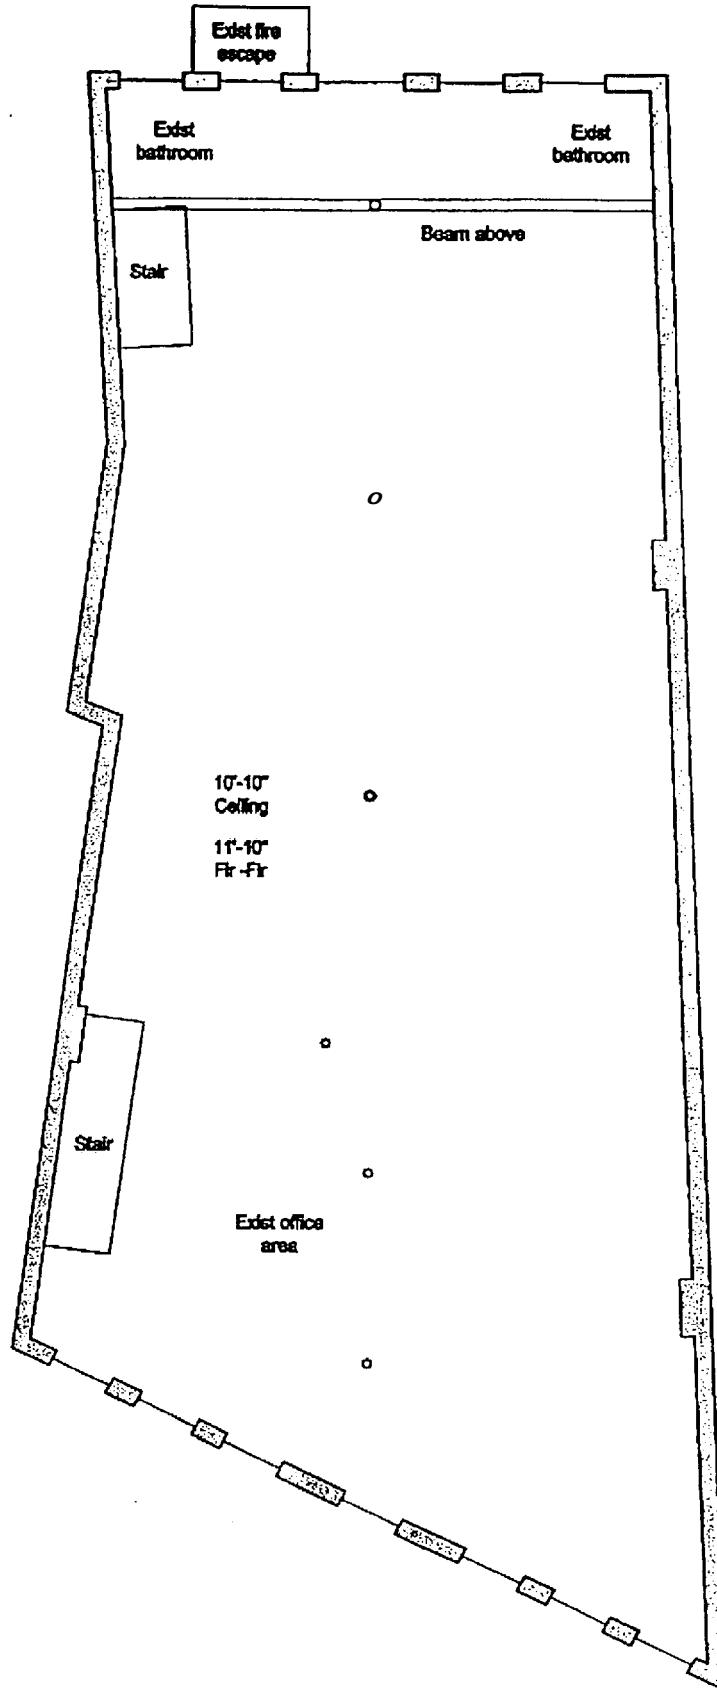 Exist fire
escape
Exist
bathroom
Exist
bathroom
Beam above
Stair
10'-10"
Ceiling
11'-10"
Flr -Flr
Stair
Exist office
area